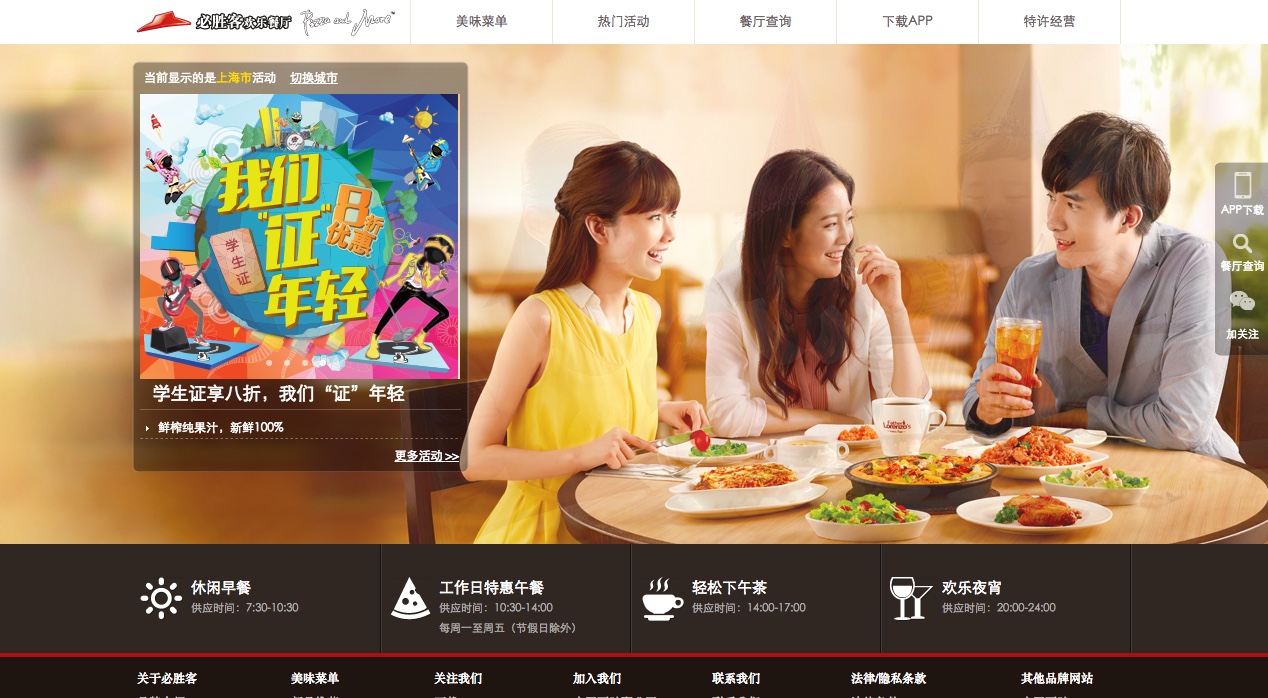 必胜客欢乐餐厅 Pizza and More
美味菜单
热门活动
餐厅查询
下载APP
特许经营
当前显示的是上海市活动 切换城市
我们
“证”
年轻
8折
优惠
学生证
学生证享八折，我们“证”年轻
鲜榨纯果汁，新鲜100%
更多活动 >>
APP下载
餐厅查询
加关注
休闲早餐
供应时间：7:30-10:30
工作日特惠午餐
供应时间：10:30-14:00
每周一至周五（节假日除外）
轻松下午茶
供应时间：14:00-17:00
欢乐夜宵
供应时间：20:00-24:00
关于必胜客
美味菜单
关注我们
加入我们
联系我们
法律/隐私条款
其他品牌网站